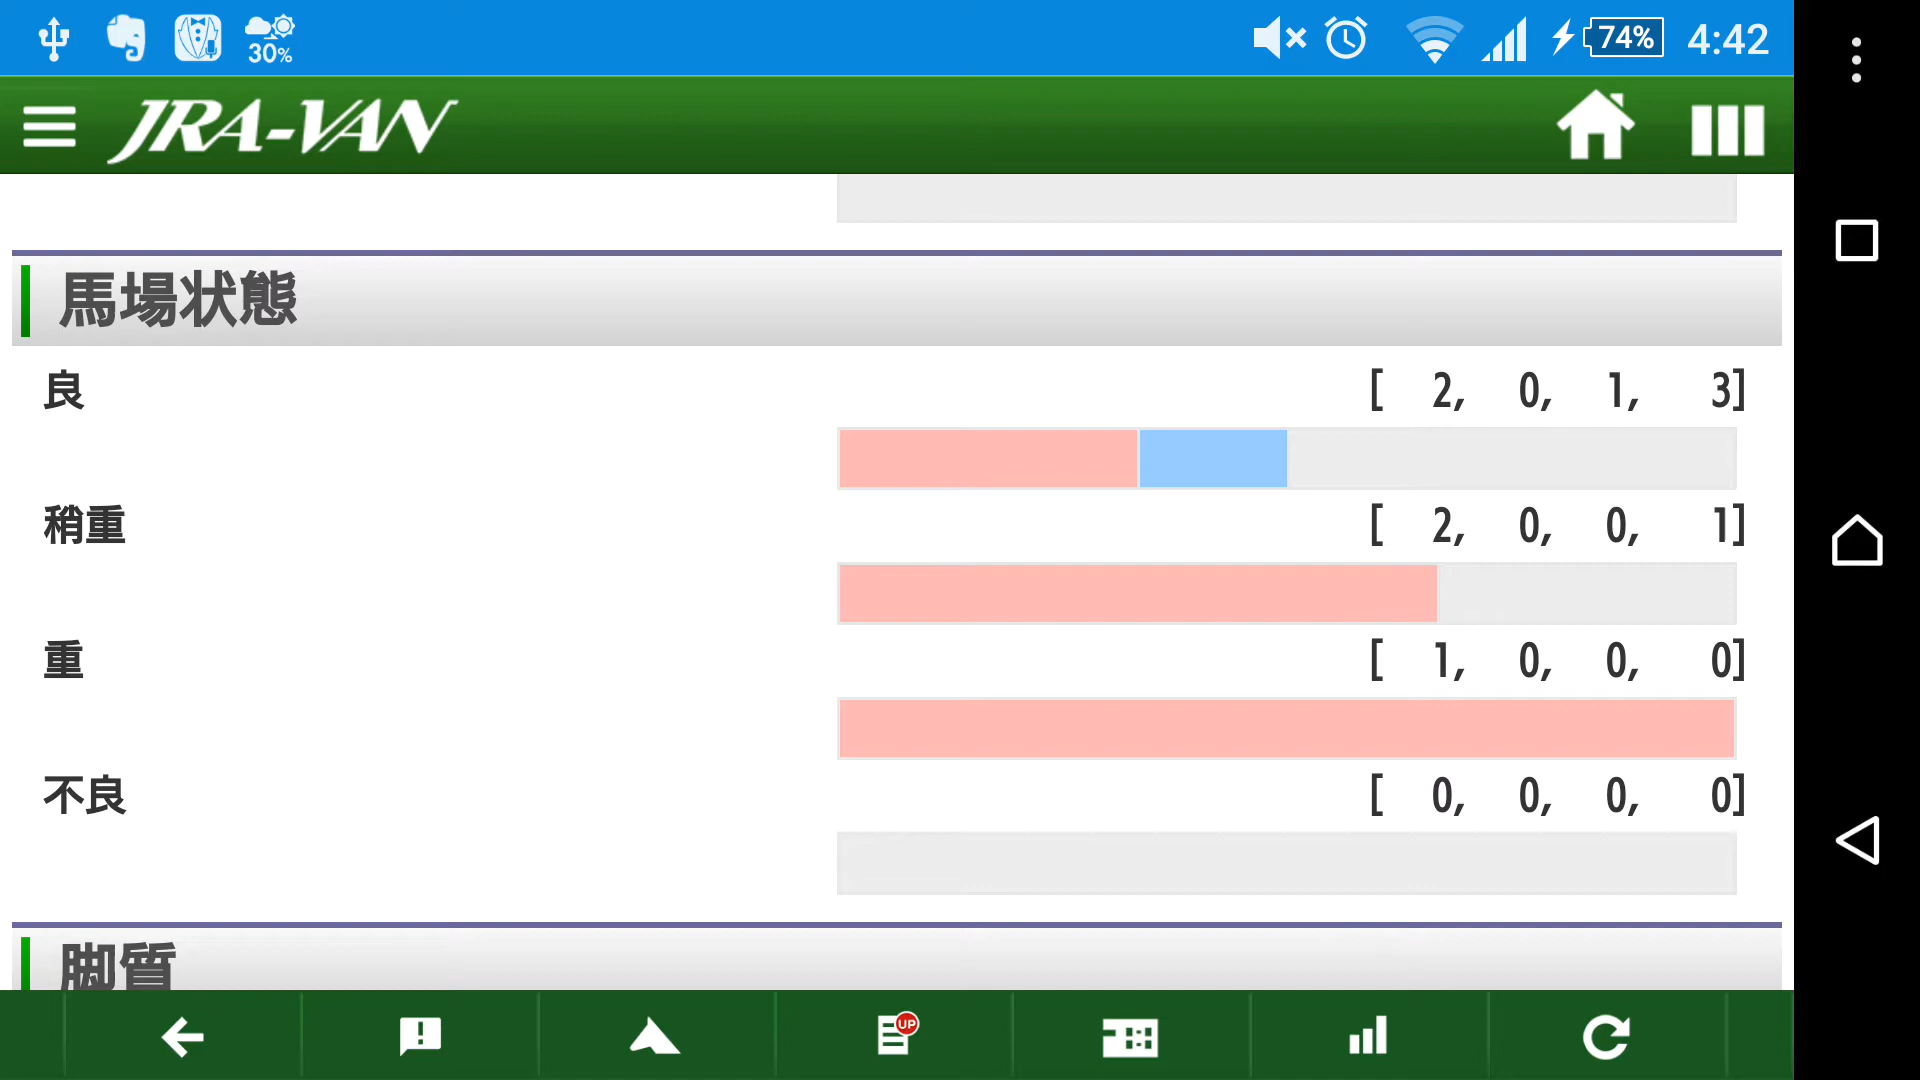 30%
74% 4:42
JRA-VAN
馬場状態
良 [ 2, 0, 1, 3]
稍重 [ 2, 0, 0, 1]
重 [ 1, 0, 0, 0]
不良 [ 0, 0, 0, 0]
脚質
UP